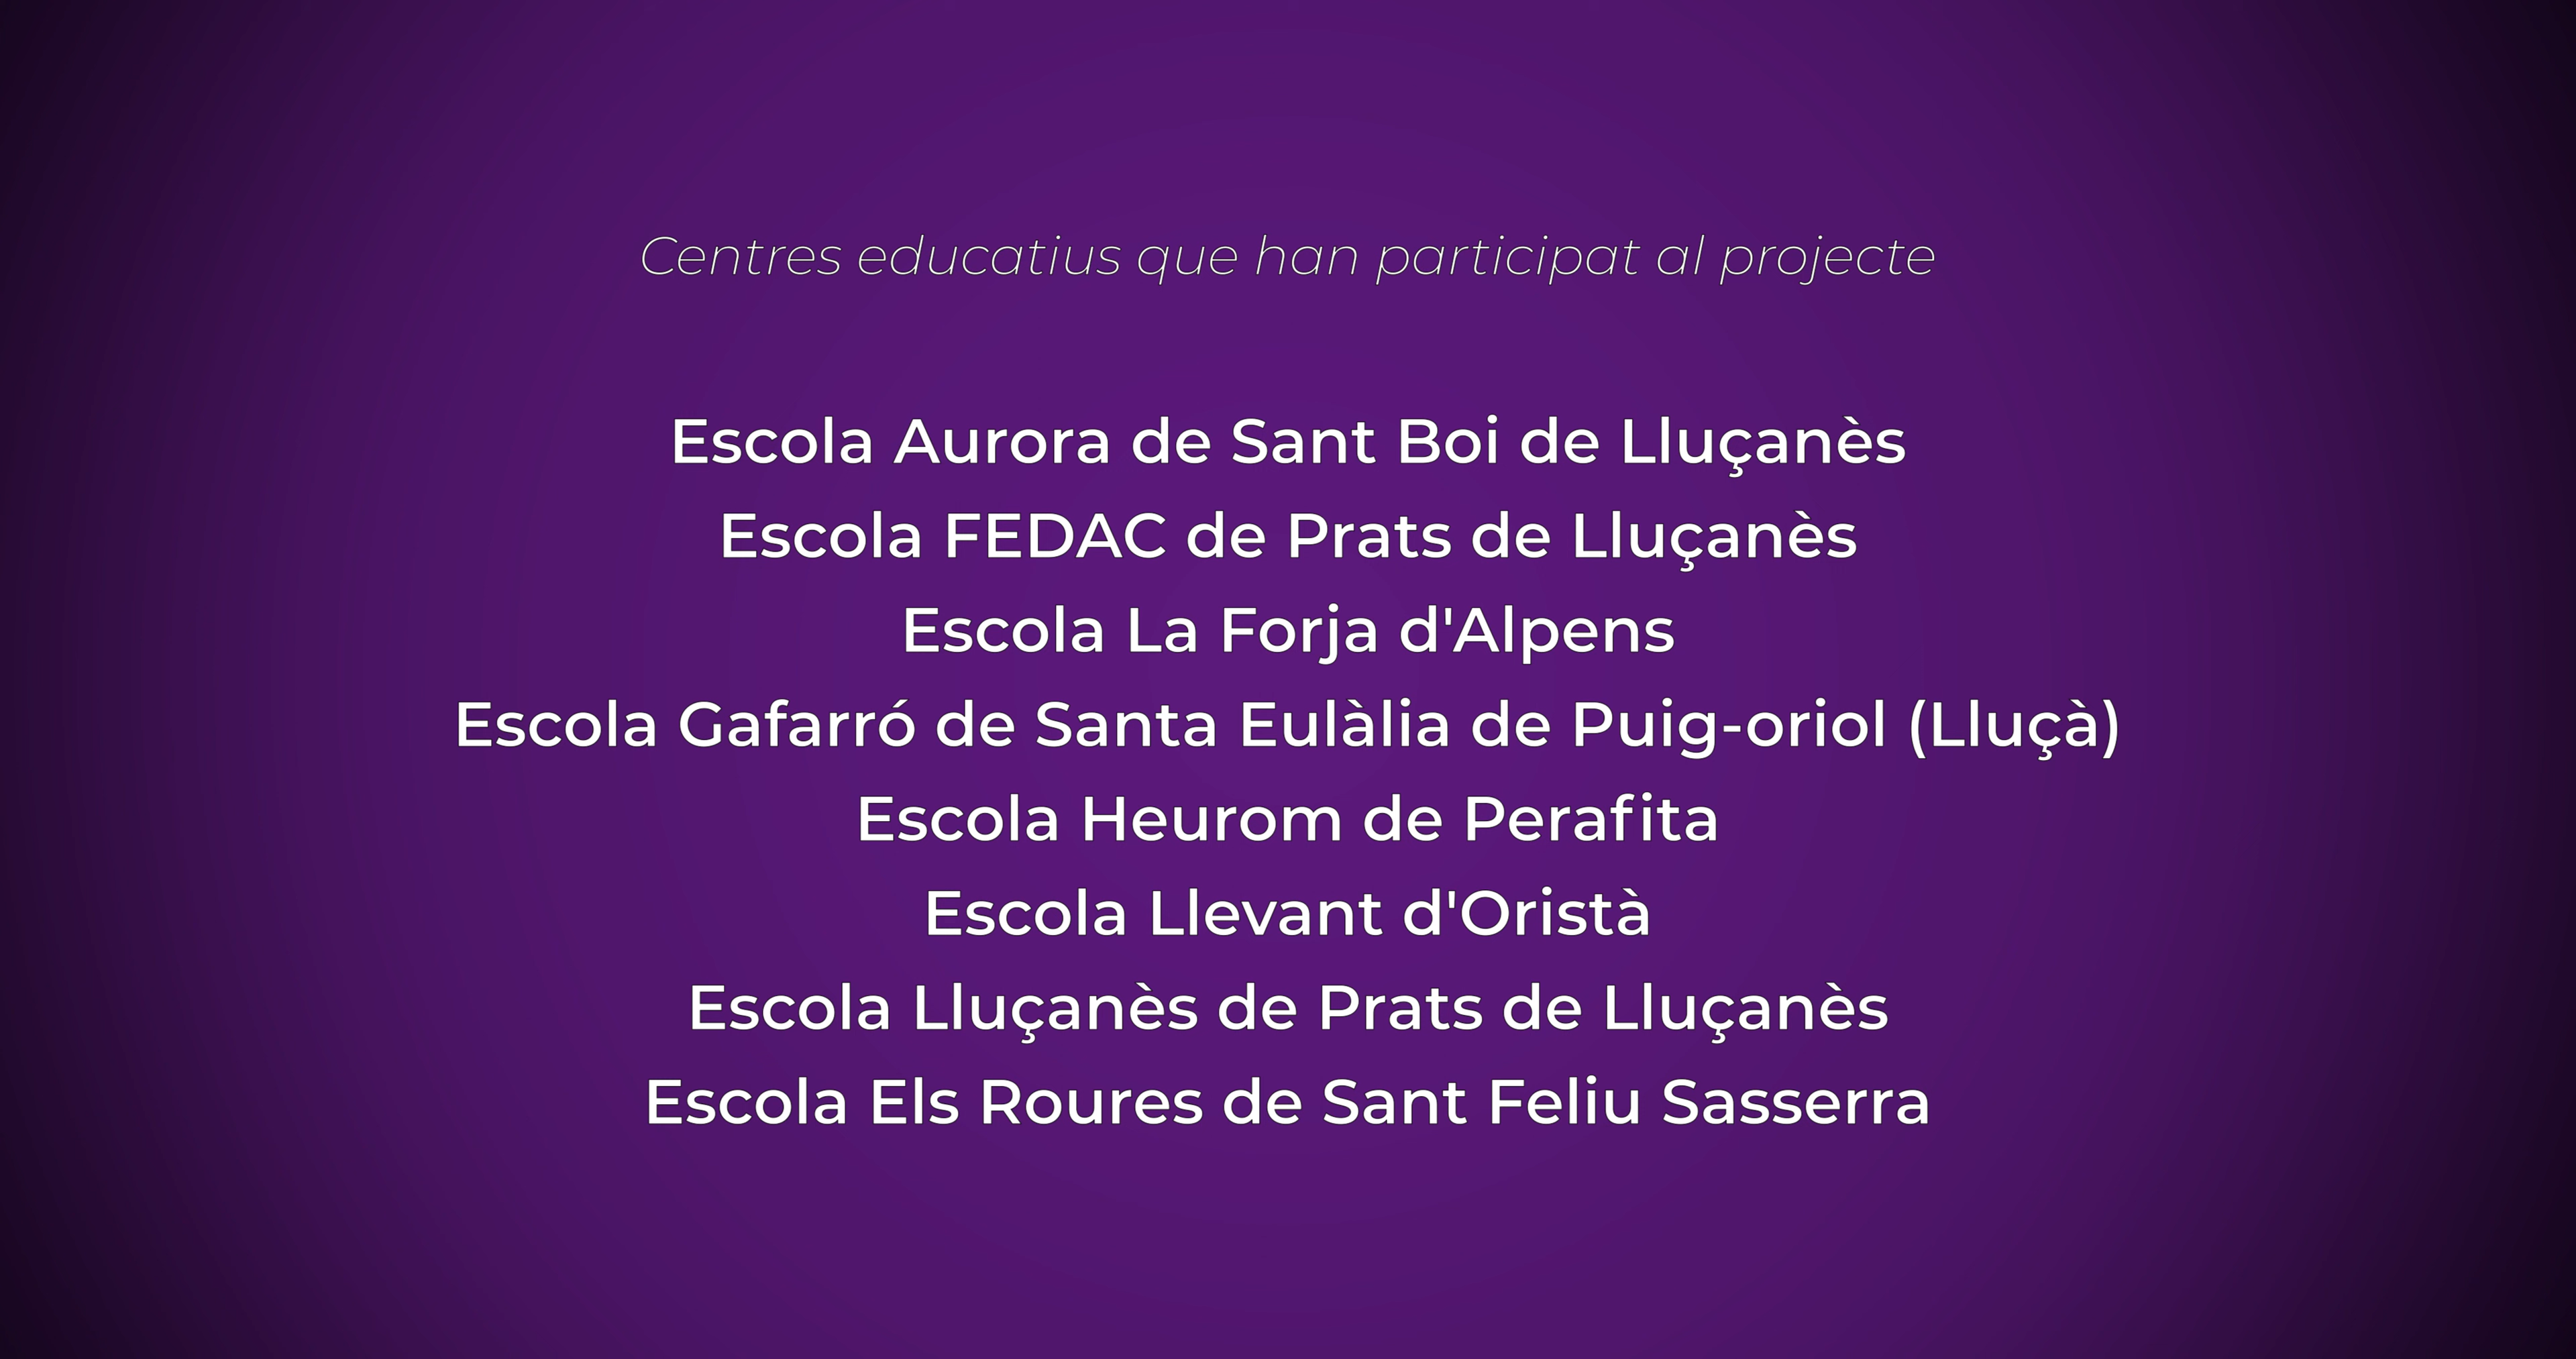 Centres educatius que han participat al projecte
Escola Aurora de Sant Boi de Lluçanès
Escola FEDAC de Prats de Lluçanès
Escola La Forja d'Alpens
Escola Gafarró de Santa Eulàlia de Puig-oriol (Lluçà)
Escola Heurom de Perafita
Escola Llevant d'Oristà
Escola Lluçanès de Prats de Lluçanès
Escola Els Roures de Sant Feliu Sasserra